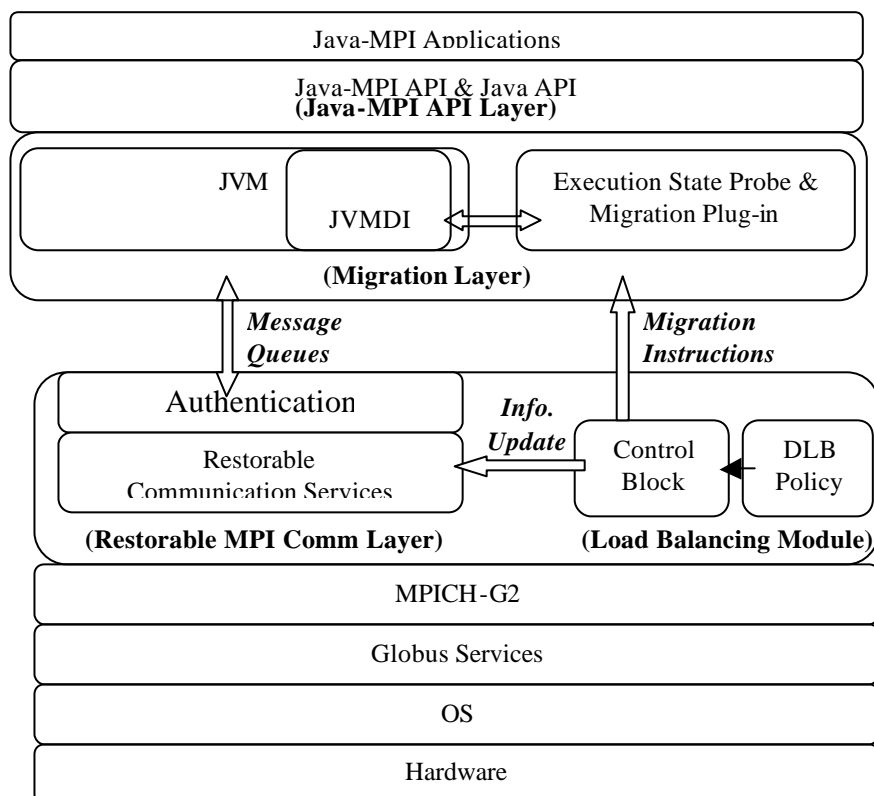 Java-MPI Applications
Java-MPI API & Java API
(Java-MPI API Layer)
JVM
JVMDI
Execution State Probe &
Migration Plug-in
(Migration Layer)
Message
Queues
Migration
Instructions
Authentication
Restorable
Communication Services
Info.
Update
Control
Block
DLB
Policy
(Restorable MPI Comm Layer)
(Load Balancing Module)
MPICH-G2
Globus Services
OS
Hardware